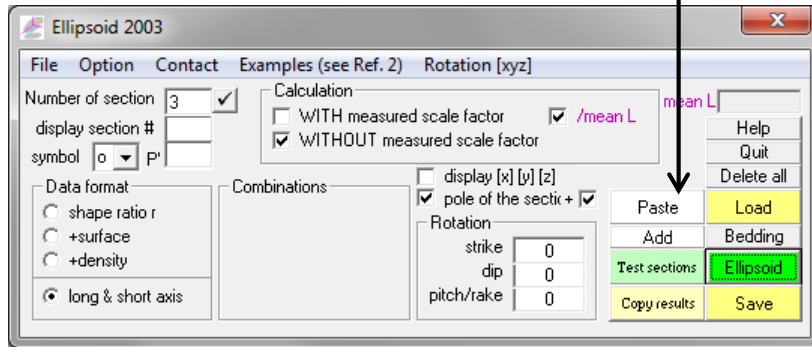 Ellipsoid 2003
File Option Contact Examples (see Ref. 2) Rotation [xyz]
Number of section 3
display section #
symbol o P'
Calculation
WITH measured scale factor /mean L
WITHOUT measured scale factor
mean L
Help
Quit
Delete all
Data format
shape ratio r
+surface
+density
long & short axis
Combinations
display [x] [y] [z]
pole of the sectic +
Rotation
strike 0
dip 0
pitch/rake 0
Paste Load
Add Bedding
Test sections Ellipsoid
Copy results Save